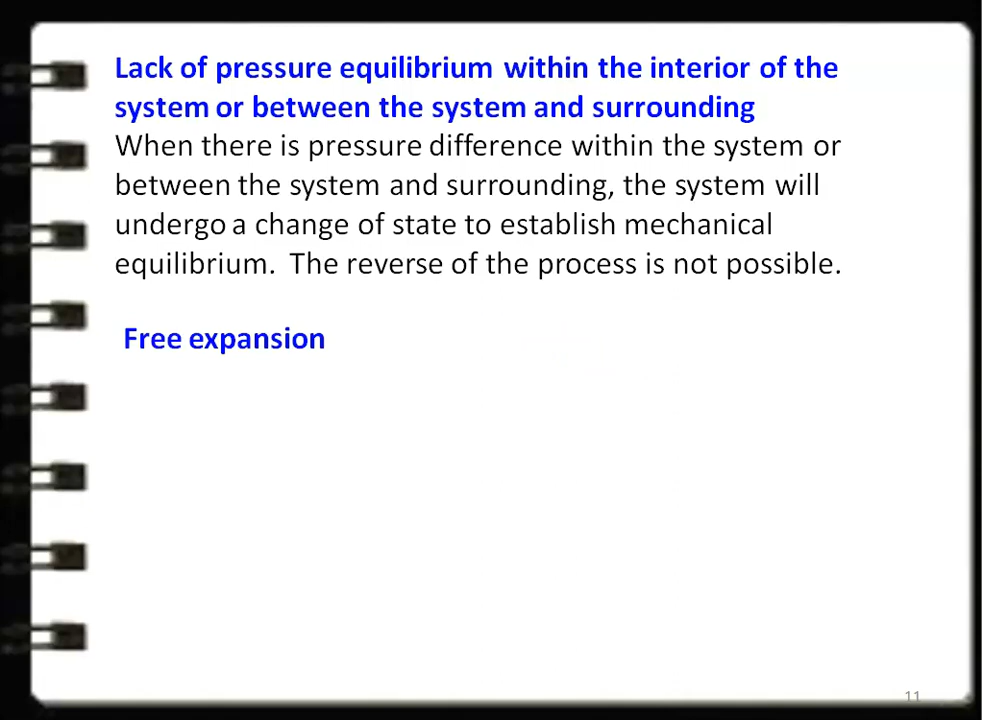 Lack of pressure equilibrium within the interior of the
system or between the system and surrounding
When there is pressure difference within the system or
between the system and surrounding, the system will
undergo a change of state to establish mechanical
equilibrium.  The reverse of the process is not possible.
Free expansion
11